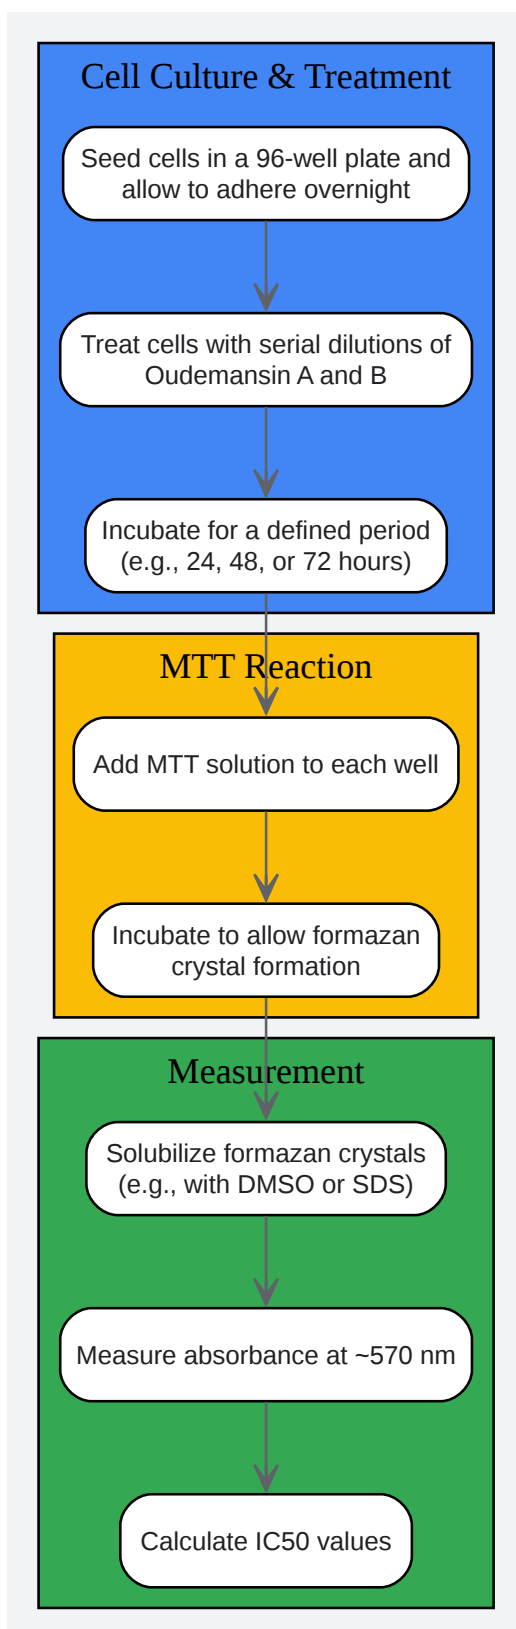 Cell Culture & Treatment
Seed cells in a 96-well plate and
allow to adhere overnight
Treat cells with serial dilutions of
Oudemansin A and B
Incubate for a defined period
(e.g., 24, 48, or 72 hours)
MTT Reaction
Add MTT solution to each well
Incubate to allow formazan
crystal formation
Measurement
Solubilize formazan crystals
(e.g., with DMSO or SDS)
Measure absorbance at ~570 nm
Calculate IC50 values